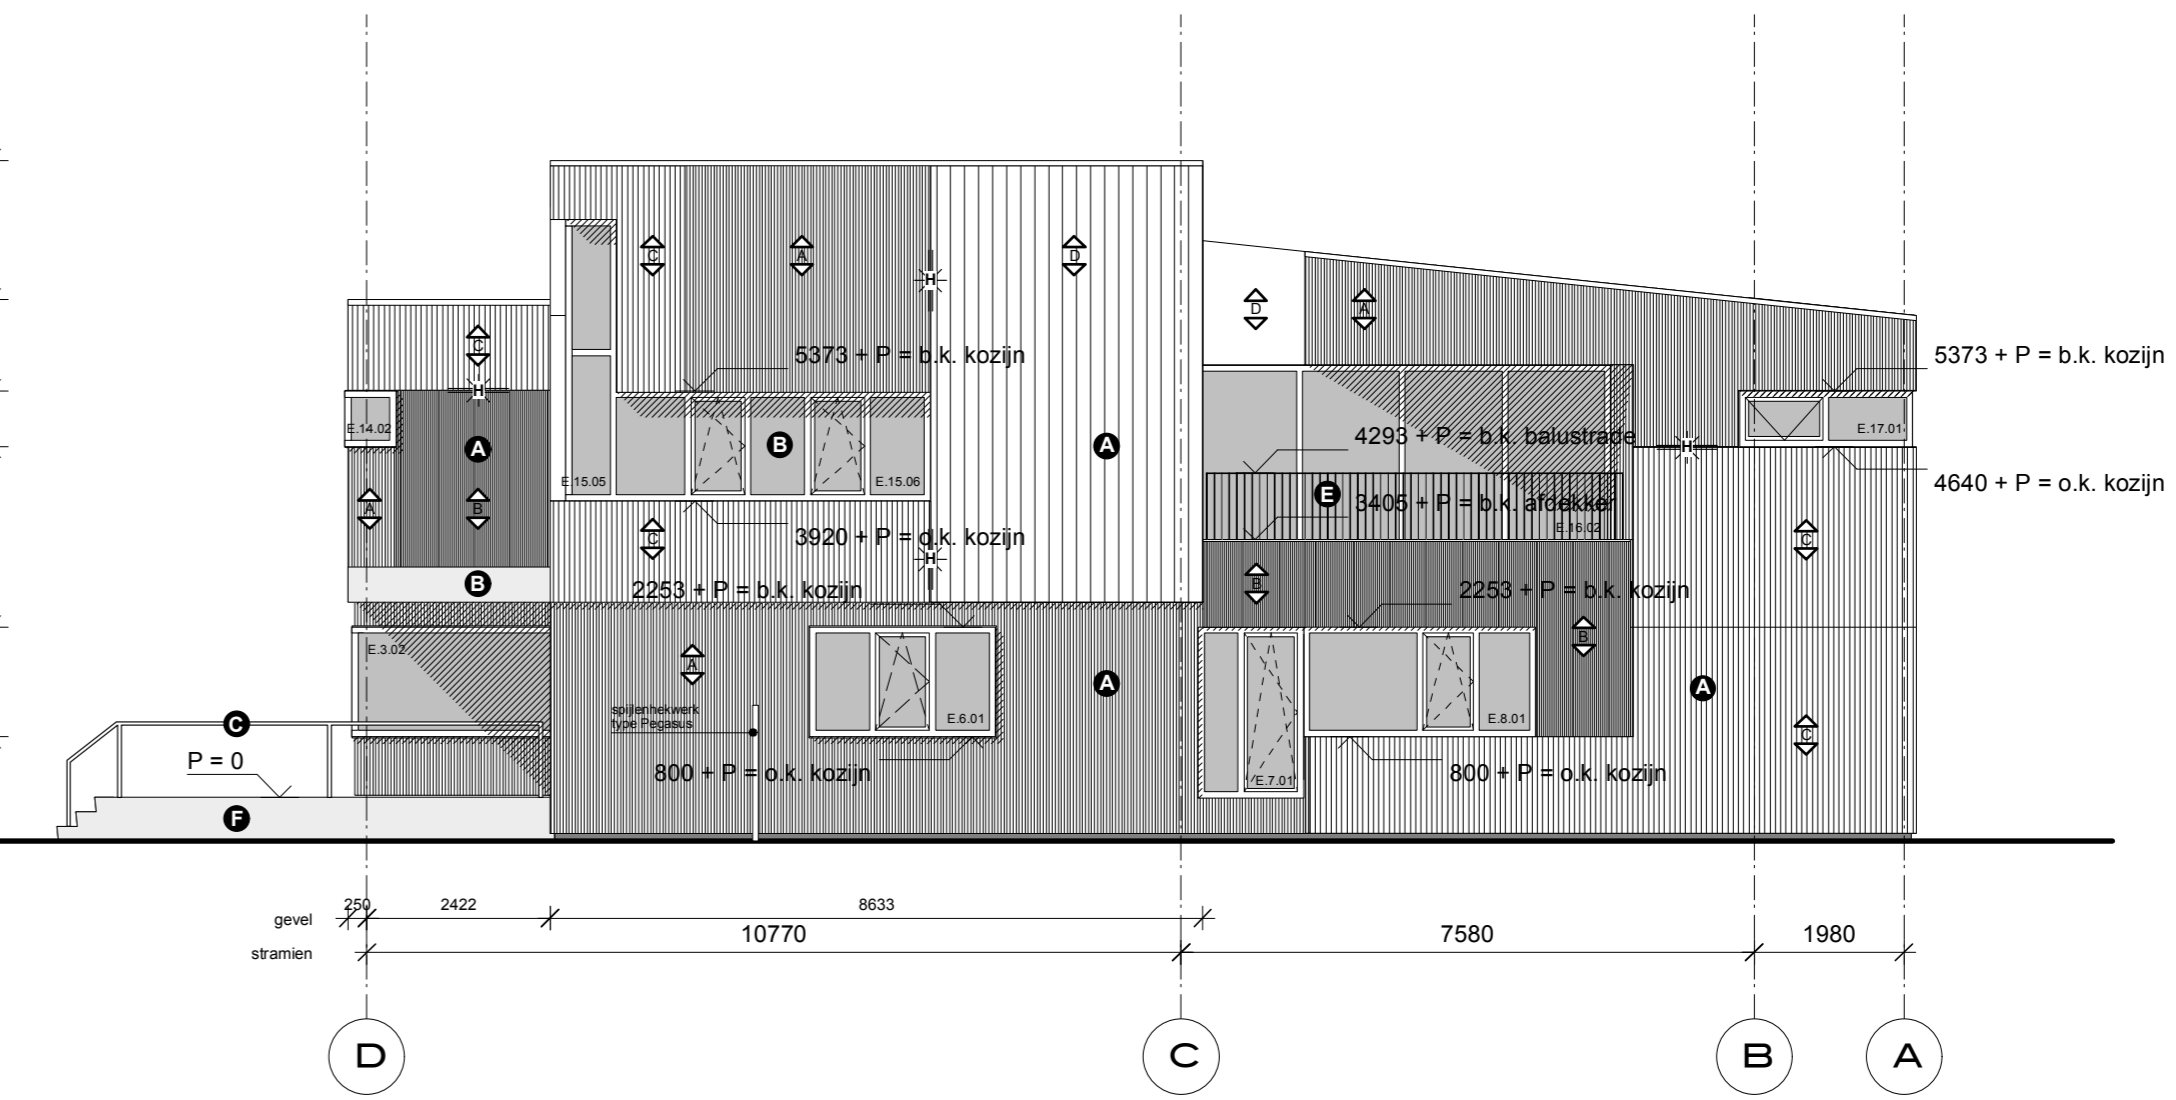 C
A
D
H
D
A
C
5373 + P = b.k. kozijn
5373 + P = b.k. kozijn
H
E.14.02
E.17.01
4293 + P = b.k. balustrade
A
B
A
H
E.15.05
E.15.06
4640 + P = o.k. kozijn
E
3405 + P = b.k. afdekker
A
B
E.16.02
3920 + P = o.k. kozijn
C
C
H
B
B
2253 + P = b.k. kozijn
2253 + P = b.k. kozijn
B
E.3.02
A
A
A
spijlenhekwerk
type Pegasus
E.6.01
E.8.01
C
C
P = 0
800 + P = o.k. kozijn
E.7.01
800 + P = o.k. kozijn
F
gevel
250
2422
8633
stramien
10770
7580
1980
D
C
B
A